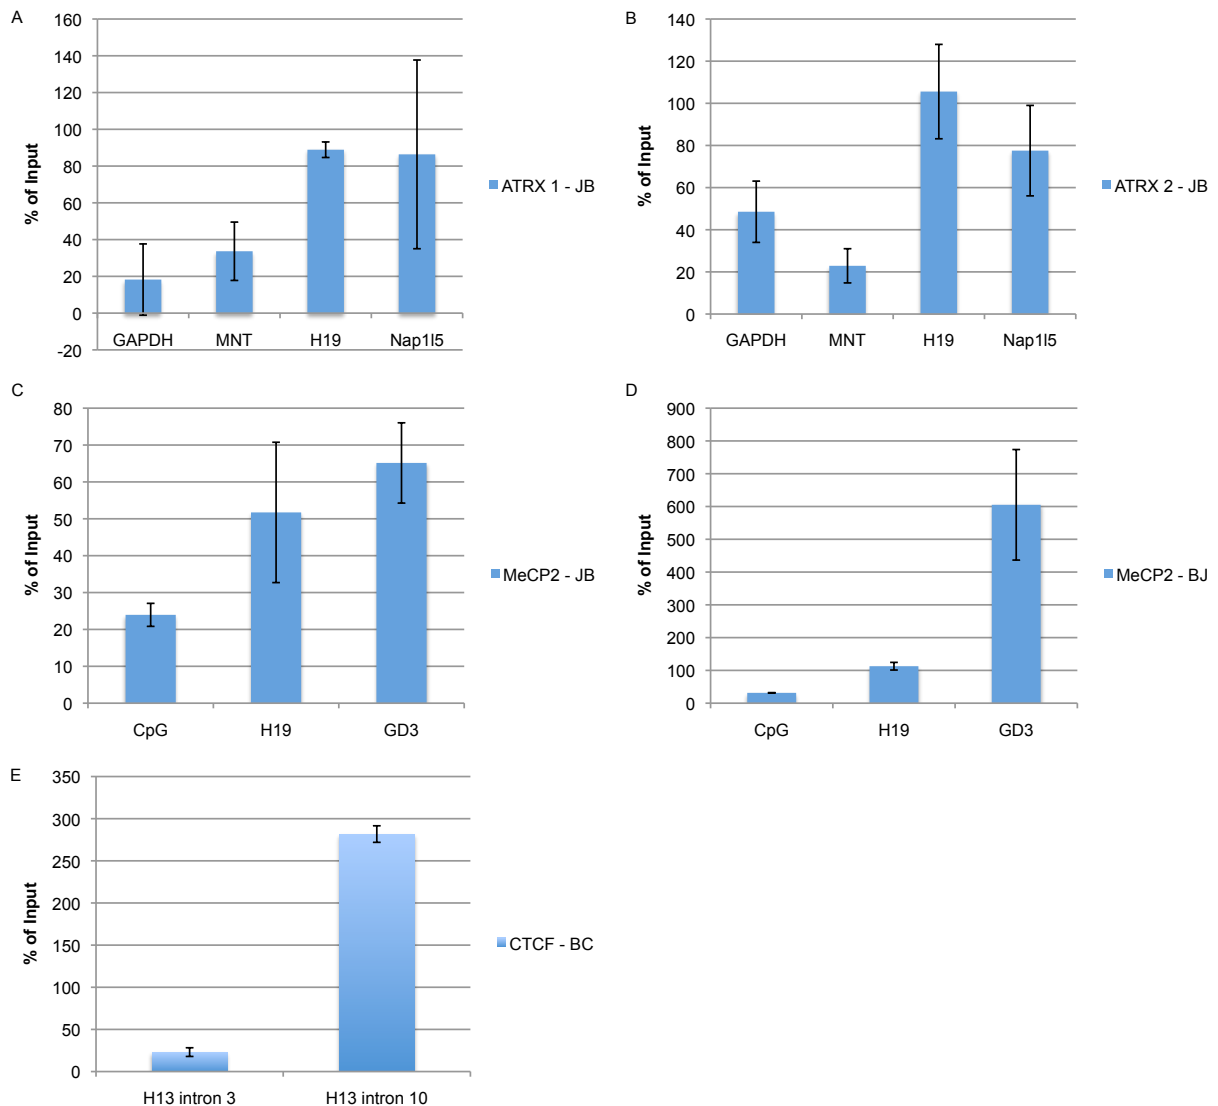 A
% of Input
160
140
120
100
80
60
40
20
0
-20
GAPDH MNT H19 Nap1l5
ATRX 1 - JB
B
% of Input
140
120
100
80
60
40
20
0
GAPDH MNT H19 Nap1l5
ATRX 2 - JB
C
% of Input
80
70
60
50
40
30
20
10
0
CpG H19 GD3
MeCP2 - JB
D
% of Input
900
800
700
600
500
400
300
200
100
0
CpG H19 GD3
MeCP2 - BJ
E
% of Input
350
300
250
200
150
100
50
0
H13 intron 3 H13 intron 10
CTCF - BC